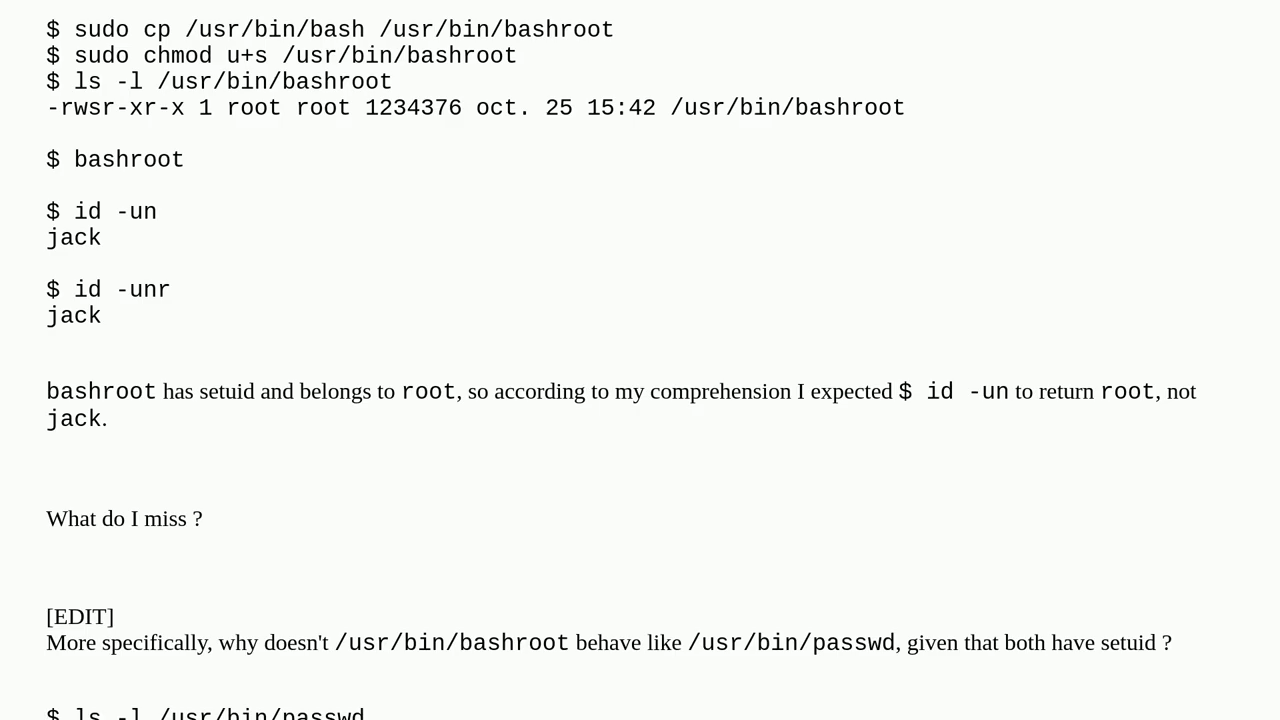 $ sudo cp /usr/bin/bash /usr/bin/bashroot
$ sudo chmod u+s /usr/bin/bashroot
$ ls -l /usr/bin/bashroot
-rwsr-xr-x 1 root root 1234376 oct. 25 15:42 /usr/bin/bashroot
$ bashroot
$ id -un
jack
$ id -unr
jack
bashroot has setuid and belongs to root, so according to my comprehension I expected $ id -un to return root, not
jack.
What do I miss ?
[EDIT]
More specifically, why doesn't /usr/bin/bashroot behave like /usr/bin/passwd, given that both have setuid ?
$ ls -l /usr/bin/passwd